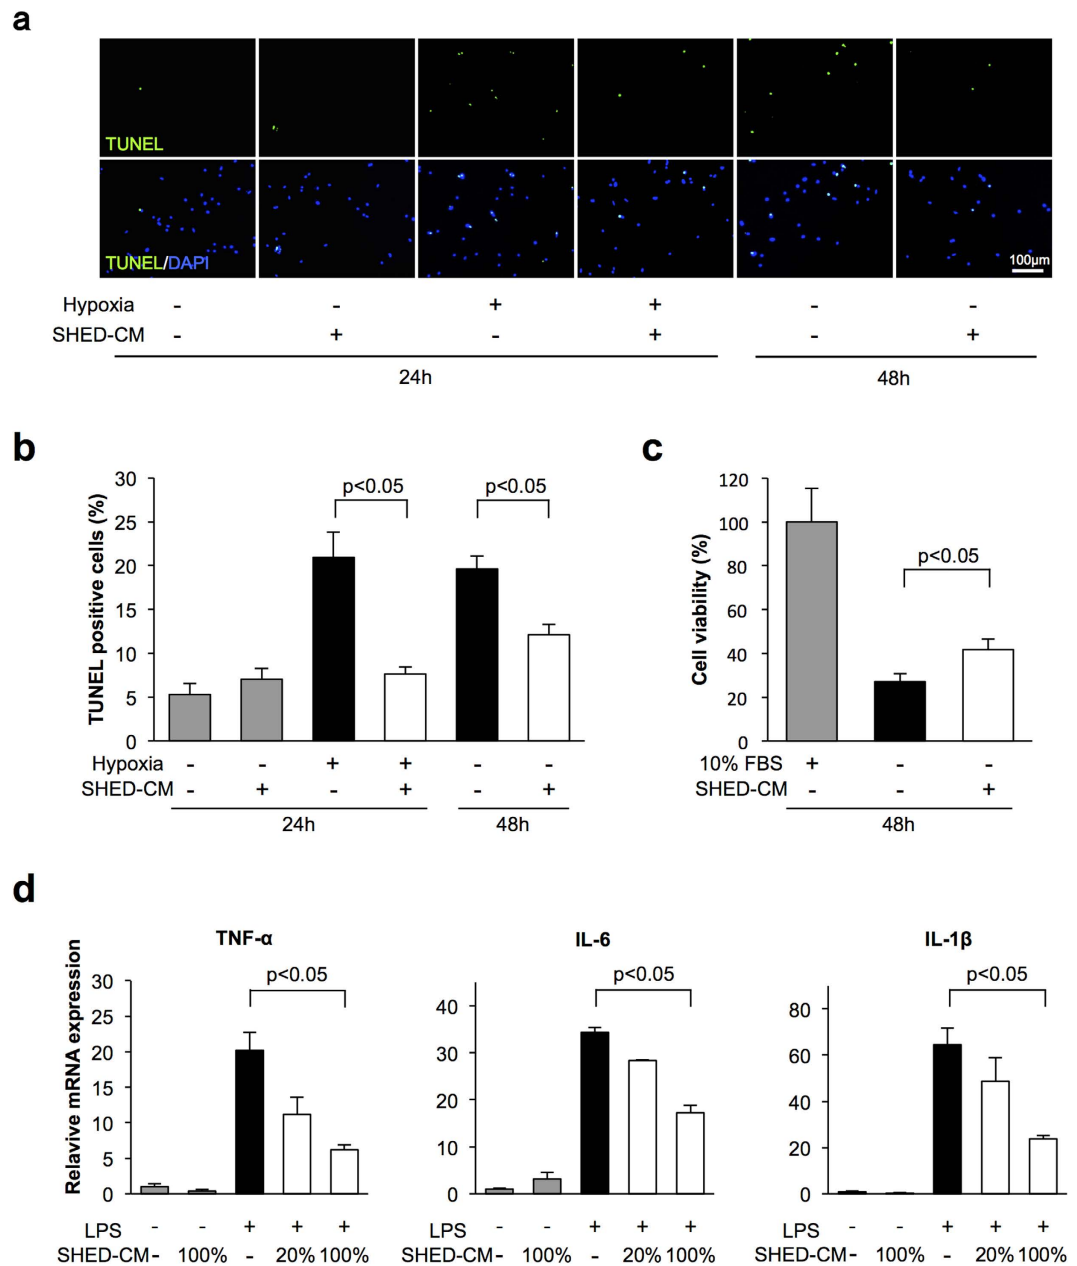 a
TUNEL
TUNEL/DAPI
100μm
Hypoxia - - + + - -
SHED-CM - + - + - +
24h 48h
b
TUNEL positive cells (%)
30
25
20
15
10
5
0
p<0.05 p<0.05
Hypoxia - - + + - -
SHED-CM - + - + - +
24h 48h
c
Cell viability (%)
120
100
80
60
40
20
0
p<0.05
10% FBS + - -
SHED-CM - - +
48h
d
Relavive mRNA expression
TNF-α
30
25
20
15
10
5
0
p<0.05
LPS - - + + +
SHED-CM- 100% - 20% 100%
IL-6
40
30
20
10
0
p<0.05
LPS - - + + +
SHED-CM- 100% - 20% 100%
IL-1β
80
60
40
20
0
p<0.05
LPS - - + + +
SHED-CM- 100% - 20% 100%